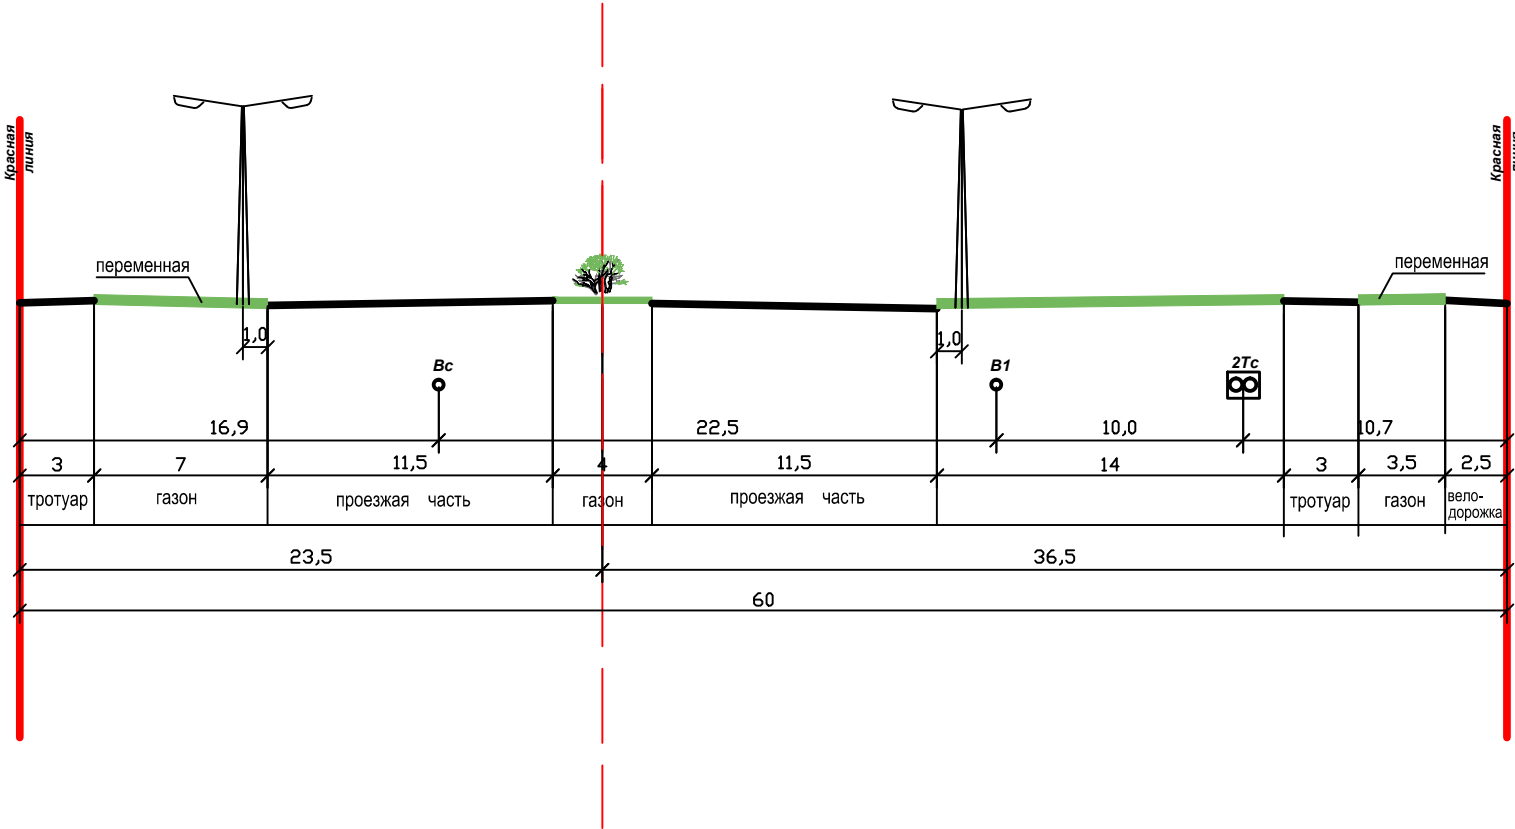 Красная
линия
Красная
линия
переменная
переменная
1,0
1,0
Вс
В1
2Тс
16,9
22,5
10,0
10,7
3
7
11,5
4
11,5
14
3
3,5
2,5
тротуар
газон
проезжая часть
газон
проезжая часть
тротуар
газон
вело-
дорожка
23,5
36,5
60